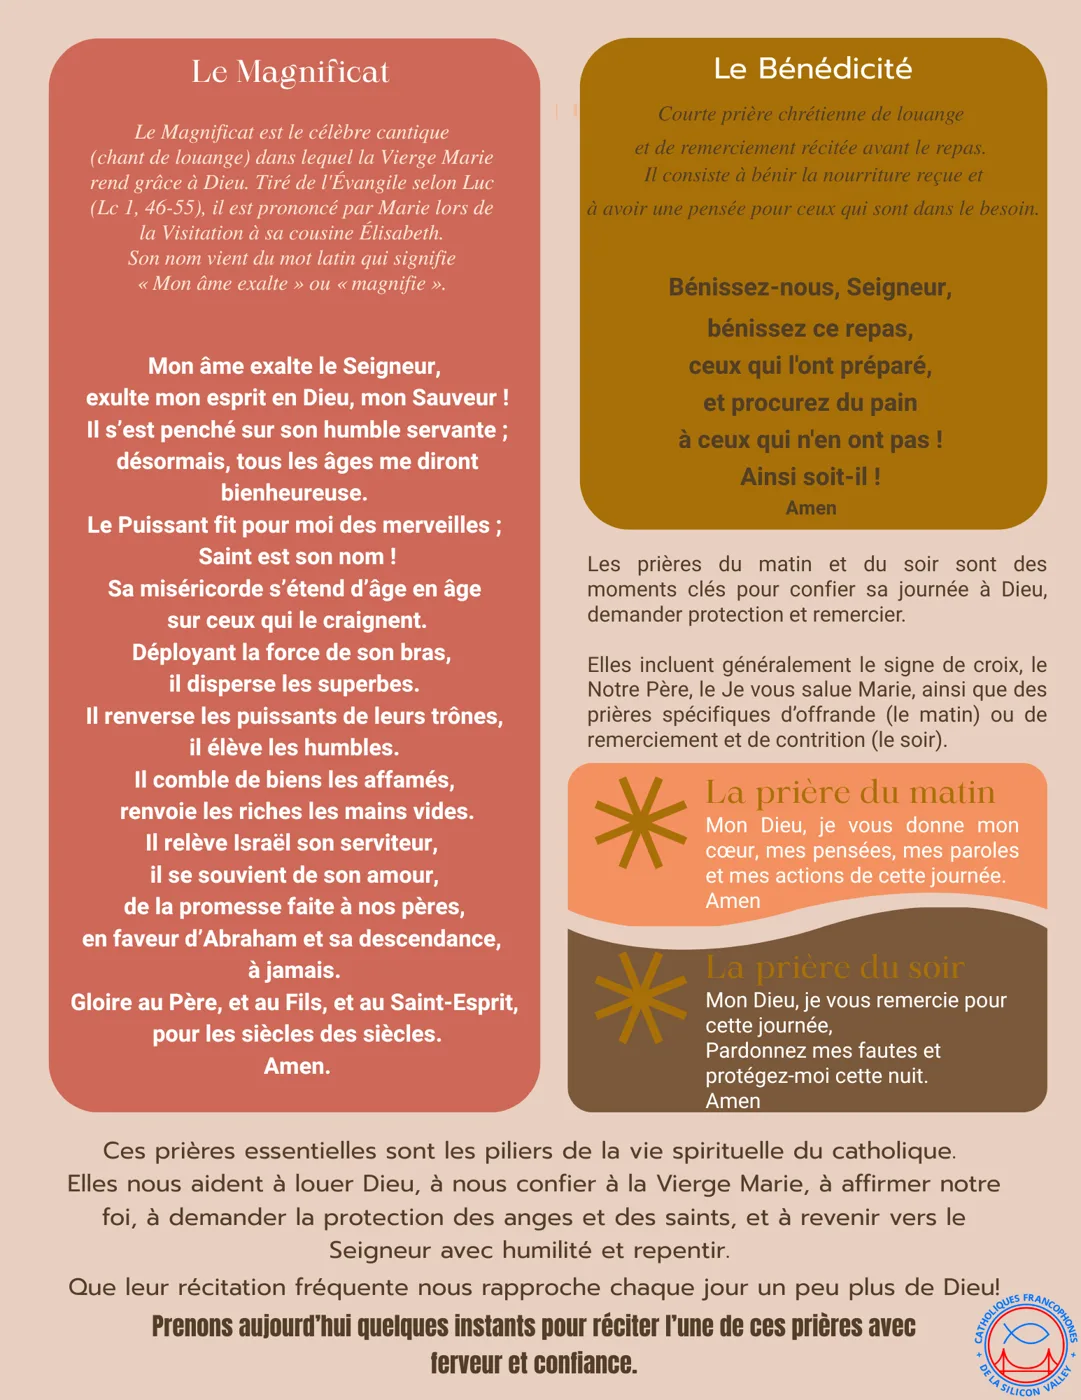 Le Magnificat
Le Magnificat est le célèbre cantique
(chant de louange) dans lequel la Vierge Marie
rend grâce à Dieu. Tiré de l'Évangile selon Luc
(Lc 1, 46-55), il est prononcé par Marie lors de
la Visitation à sa cousine Élisabeth.
Son nom vient du mot latin qui signifie
« Mon âme exalte » ou « magnifie ».
Mon âme exalte le Seigneur,
exulte mon esprit en Dieu, mon Sauveur !
Il s’est penché sur son humble servante ;
désormais, tous les âges me diront
bienheureuse.
Le Puissant fit pour moi des merveilles ;
Saint est son nom !
Sa miséricorde s’étend d’âge en âge
sur ceux qui le craignent.
Déployant la force de son bras,
il disperse les superbes.
Il renverse les puissants de leurs trônes,
il élève les humbles.
Il comble de biens les affamés,
renvoie les riches les mains vides.
Il relève Israël son serviteur,
il se souvient de son amour,
de la promesse faite à nos pères,
en faveur d’Abraham et sa descendance,
à jamais.
Gloire au Père, et au Fils, et au Saint-Esprit,
pour les siècles des siècles.
Amen.
Le Bénédicité
Courte prière chrétienne de louange
et de remerciement récitée avant le repas.
Il consiste à bénir la nourriture reçue et
à avoir une pensée pour ceux qui sont dans le besoin.
Bénissez-nous, Seigneur,
bénissez ce repas,
ceux qui l'ont préparé,
et procurez du pain
à ceux qui n'en ont pas !
Ainsi soit-il !
Amen
Les prières du matin et du soir sont des
moments clés pour confier sa journée à Dieu,
demander protection et remercier.
Elles incluent généralement le signe de croix, le
Notre Père, le Je vous salue Marie, ainsi que des
prières spécifiques d’offrande (le matin) ou de
remerciement et de contrition (le soir).
La prière du matin
Mon Dieu, je vous donne mon
cœur, mes pensées, mes paroles
et mes actions de cette journée.
Amen
La prière du soir
Mon Dieu, je vous remercie pour
cette journée,
Pardonnez mes fautes et
protégez-moi cette nuit.
Amen
Ces prières essentielles sont les piliers de la vie spirituelle du catholique.
Elles nous aident à louer Dieu, à nous confier à la Vierge Marie, à affirmer notre
foi, à demander la protection des anges et des saints, et à revenir vers le
Seigneur avec humilité et repentir.
Que leur récitation fréquente nous rapproche chaque jour un peu plus de Dieu!
Prenons aujourd’hui quelques instants pour réciter l’une de ces prières avec
ferveur et confiance.
CATHOLIQUES FRANCOPHONES
DE LA SILICON VALLEY